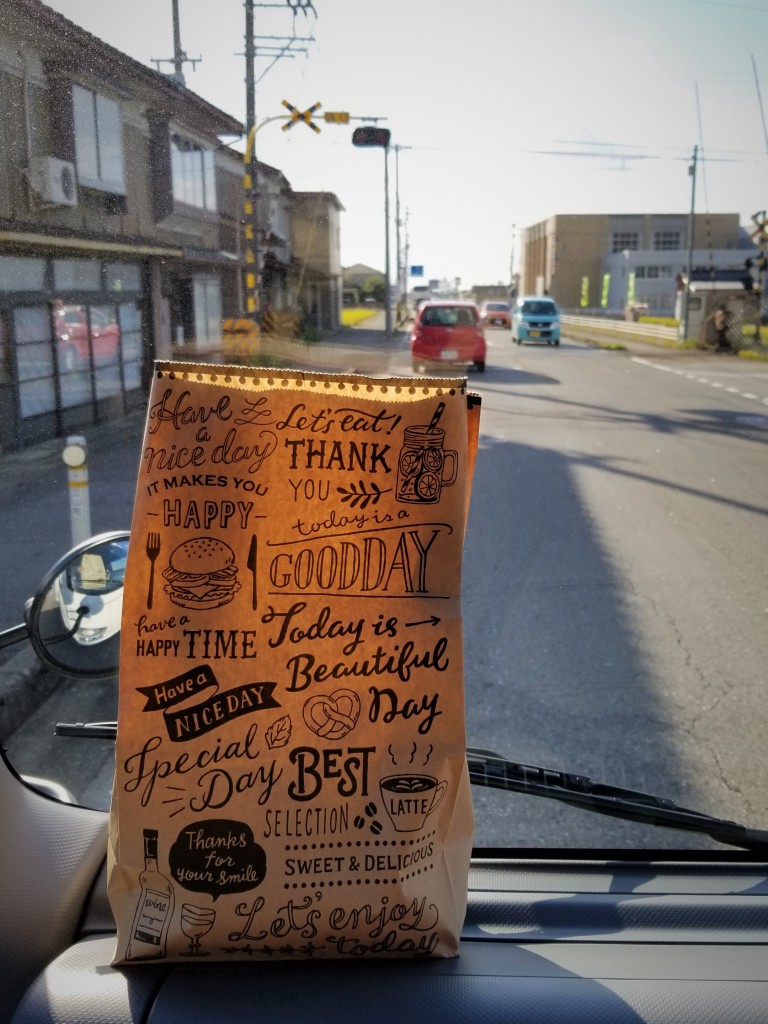 Have
a
nice day
IT MAKES YOU
HAPPY
have a
HAPPY TIME
Have a
NICE DAY
Special
Day
Let's eat!
THANK
YOU
today is a
GOODDAY
Today is
Beautiful
Day
BEST
SELECTION
LATTE
SWEET & DELICIOUS
Thanks
for
your smile
wine
Let's enjoy
today